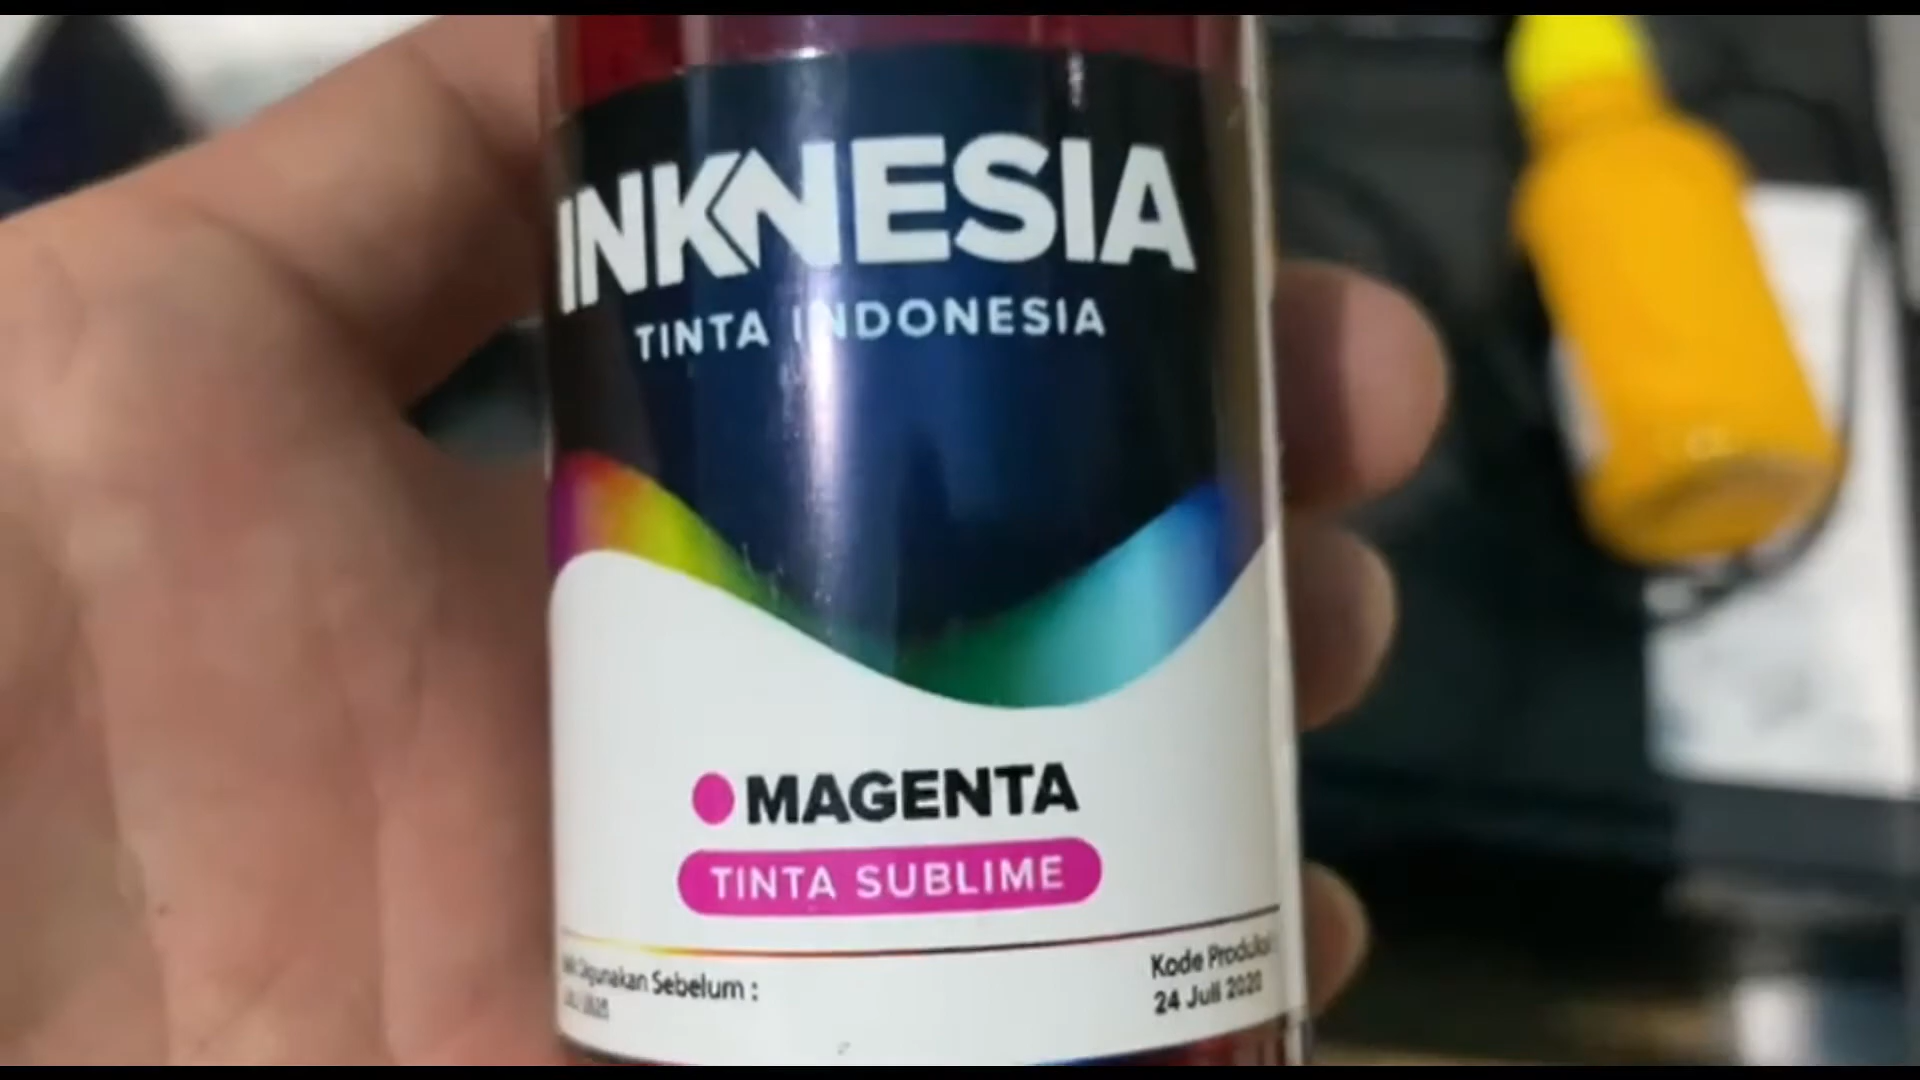 INKNESIA
TINTA INDONESIA
MAGENTA
TINTA SUBLIME
Digunakan Sebelum :
Kode Produksi
24 Juli 2020